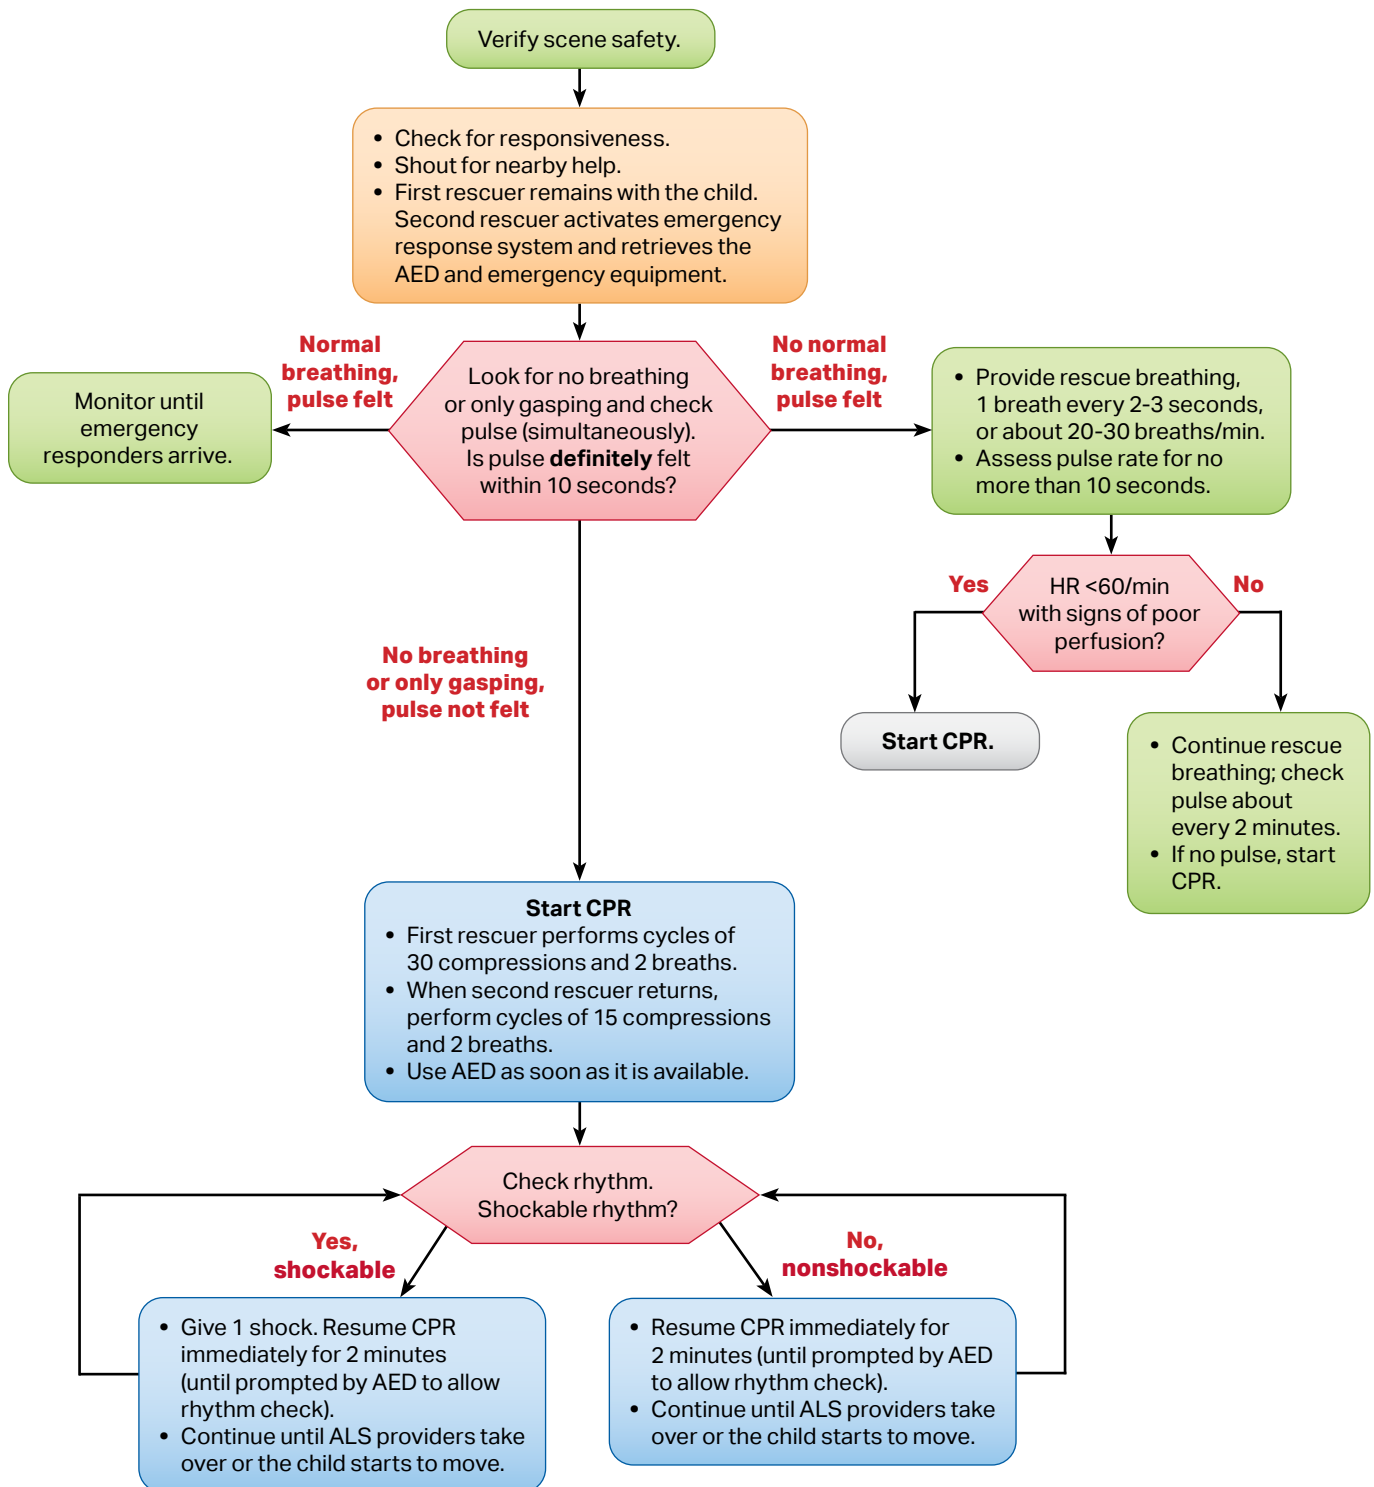 Verify scene safety.
• Check for responsiveness.
• Shout for nearby help.
• First rescuer remains with the child.
Second rescuer activates emergency
response system and retrieves the
AED and emergency equipment.
Normal
breathing,
pulse felt
Look for no breathing
or only gasping and check
pulse (simultaneously).
Is pulse definitely felt
within 10 seconds?
No normal
breathing,
pulse felt
Monitor until
emergency
responders arrive.
• Provide rescue breathing,
1 breath every 2-3 seconds,
or about 20-30 breaths/min.
• Assess pulse rate for no
more than 10 seconds.
Yes
HR <60/min
with signs of poor
perfusion?
No
No breathing
or only gasping,
pulse not felt
Start CPR.
• Continue rescue
breathing; check
pulse about
every 2 minutes.
• If no pulse, start
CPR.
Start CPR
• First rescuer performs cycles of
30 compressions and 2 breaths.
• When second rescuer returns,
perform cycles of 15 compressions
and 2 breaths.
• Use AED as soon as it is available.
Check rhythm.
Shockable rhythm?
Yes,
shockable
No,
nonshockable
• Give 1 shock. Resume CPR
immediately for 2 minutes
(until prompted by AED to allow
rhythm check).
• Continue until ALS providers take
over or the child starts to move.
• Resume CPR immediately for
2 minutes (until prompted by AED
to allow rhythm check).
• Continue until ALS providers take
over or the child starts to move.